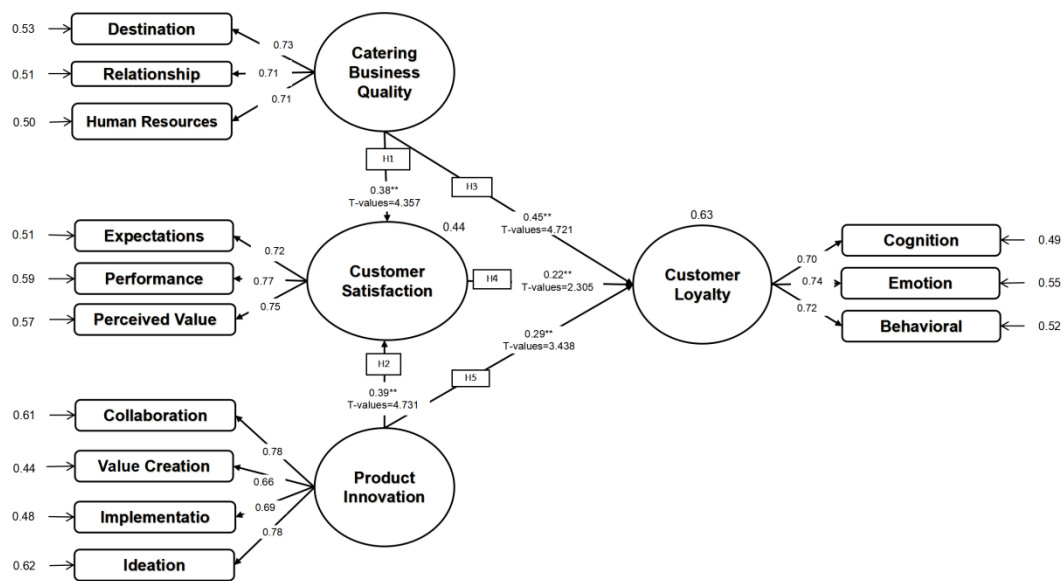 0.53
Destination
0.73
0.51
Relationship
0.71
0.50
Human Resources
0.71
Catering
Business
Quality
H1
0.38**
T-values=4.357
H3
0.45**
T-values=4.721
0.51
Expectations
0.72
0.59
Performance
0.77
0.57
Perceived Value
0.75
0.44
Customer
Satisfaction
H4
0.22**
T-values=2.305
0.63
Customer
Loyalty
0.70
Cognition
0.49
0.74
Emotion
0.55
0.72
Behavioral
0.52
H2
0.39**
T-values=4.731
H5
0.29**
T-values=3.438
0.61
Collaboration
0.78
0.44
Value Creation
0.66
0.48
Implementatio
0.69
0.62
Ideation
0.78
Product
Innovation